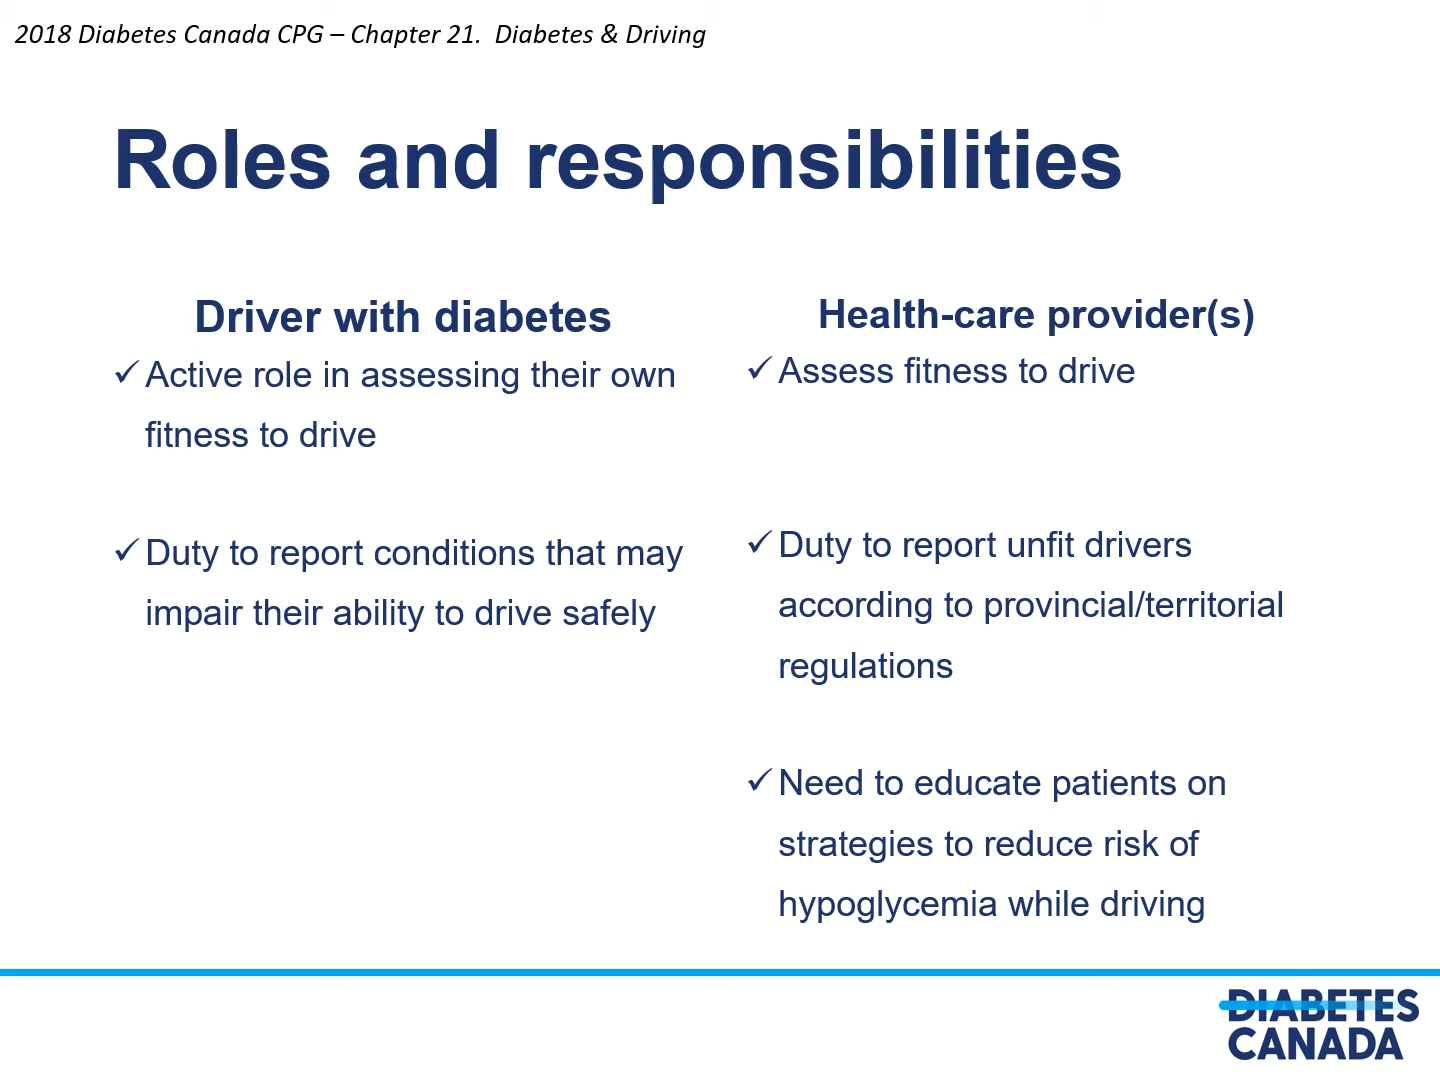 2018 Diabetes Canada CPG – Chapter 21.  Diabetes & Driving
Roles and responsibilities
Driver with diabetes
✓ Active role in assessing their own
fitness to drive
✓ Duty to report conditions that may
impair their ability to drive safely
Health-care provider(s)
✓ Assess fitness to drive
✓ Duty to report unfit drivers
according to provincial/territorial
regulations
✓ Need to educate patients on
strategies to reduce risk of
hypoglycemia while driving
DIABETES
CANADA